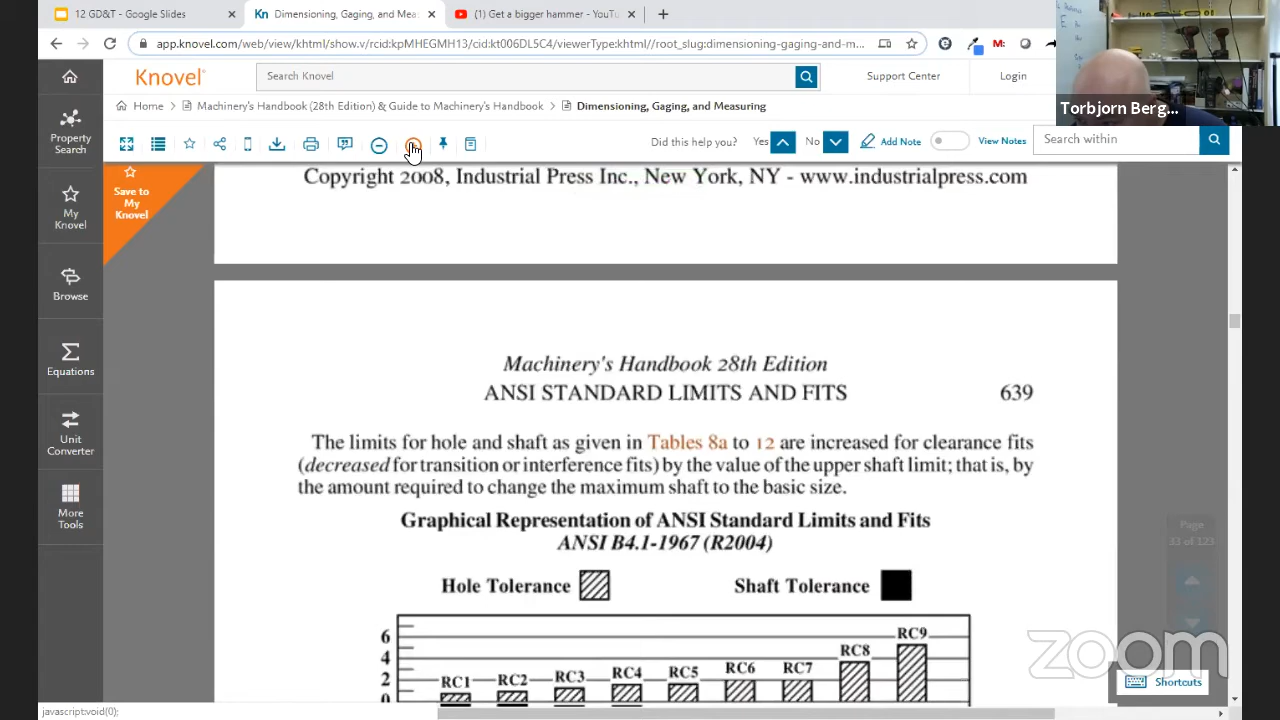 12 GD&T - Google Slides
Kn Dimensioning, Gaging, and Mea
(1) Get a bigger hammer - YouTu
app.knovel.com/web/view/khtml/show.v/rcid:kpMHEGMH13/cid:kt006DL5C4/viewerType:khtml//root_slug:dimensioning-gaging-and-m...
Torbjorn Berg...
Knovel
Search Knovel
Support Center
Login
Home > Machinery's Handbook (28th Edition) & Guide to Machinery's Handbook > Dimensioning, Gaging, and Measuring
Property Search
Did this help you?
Yes
No
Add Note
View Notes
Search within
Save to
My
Knovel
My
Knovel
Browse
Equations
Unit
Converter
More
Tools
Copyright 2008, Industrial Press Inc., New York, NY - www.industrialpress.com
Machinery's Handbook 28th Edition
ANSI STANDARD LIMITS AND FITS 639
The limits for hole and shaft as given in Tables 8a to 12 are increased for clearance fits
(decreased for transition or interference fits) by the value of the upper shaft limit; that is, by
the amount required to change the maximum shaft to the basic size.
Graphical Representation of ANSI Standard Limits and Fits
ANSI B4.1-1967 (R2004)
Hole Tolerance
Shaft Tolerance
6
4
2
0
RC1
RC2
RC3
RC4
RC5
RC6
RC7
RC8
RC9
Page
33 of 123
zoom
Shortcuts
javascript:void(0);